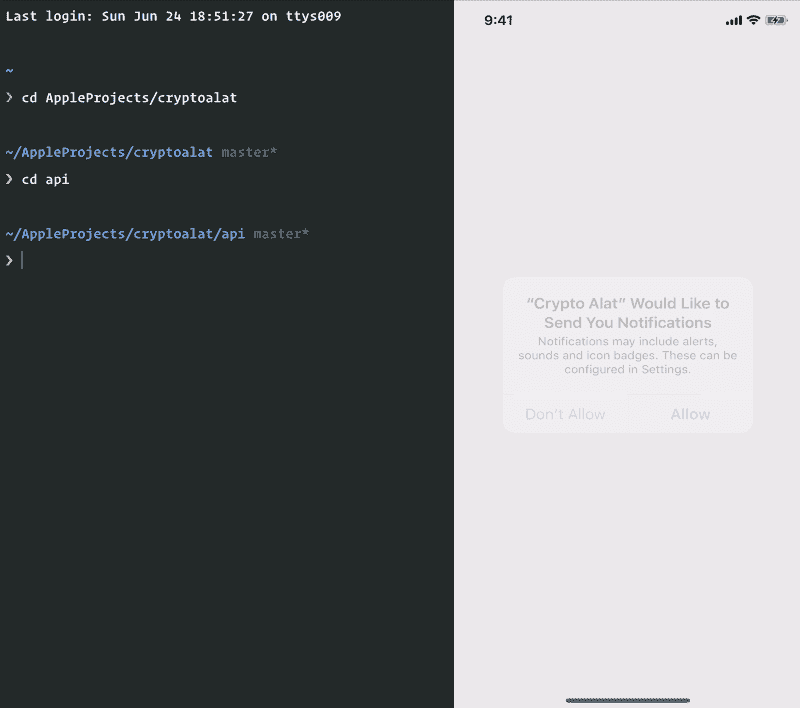 Last login: Sun Jun 24 18:51:27 on ttys009
~
❯ cd AppleProjects/cryptoalat
~/AppleProjects/cryptoalat master*
❯ cd api
~/AppleProjects/cryptoalat/api master*
❯
9:41
“Crypto Alat” Would Like to
Send You Notifications
Notifications may include alerts,
sounds and icon badges. These can be
configured in Settings.
Don’t Allow
Allow